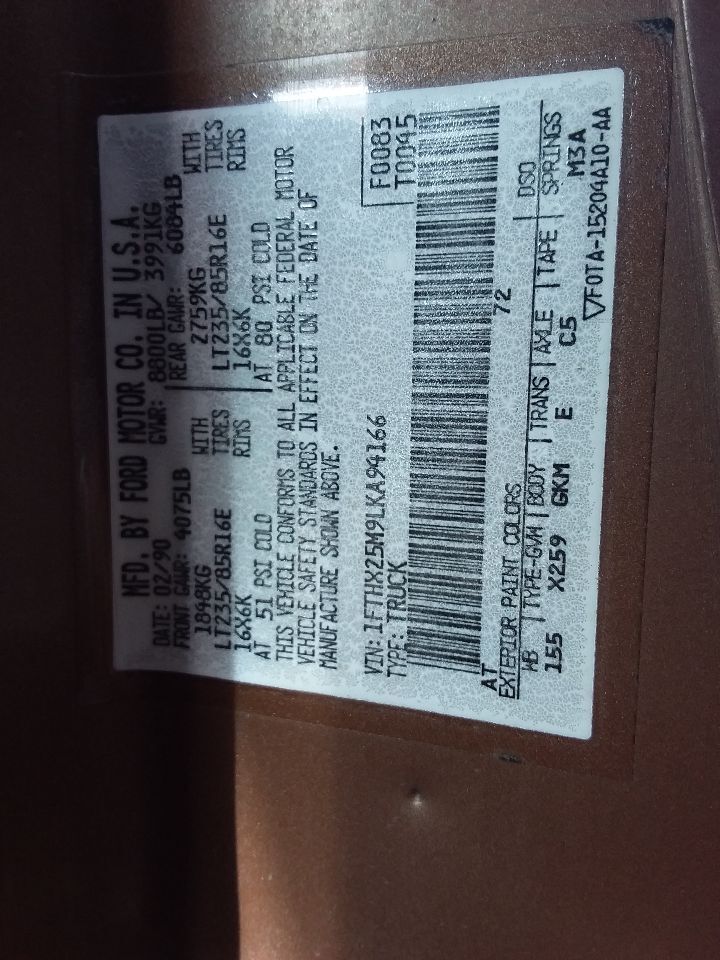 MFD. BY FORD MOTOR CO. IN U.S.A.
DATE: 02/90 GVWR: 8800LB/ 3991KG
FRONT GAWR: 4075LB REAR GAWR: 6084LB
1848KG WITH 2759KG WITH
LT235/85R16E TIRES LT235/85R16E TIRES
16X6K RIMS 16X6K RIMS
AT 51 PSI COLD AT 80 PSI COLD
THIS VEHICLE CONFORMS TO ALL APPLICABLE FEDERAL MOTOR
VEHICLE SAFETY STANDARDS IN EFFECT ON THE DATE OF
MANUFACTURE SHOWN ABOVE.
VIN: 1FTHX25M9LKA94166 F0083
TYPE: TRUCK T0045
AT 72
EXTERIOR PAINT COLORS DSO
WB | TYPE-GVW | BODY | TRANS | AXLE | TAPE | SPRINGS
155 X259 GKM E C5 M3A
▽F0TA-15204A10-AA